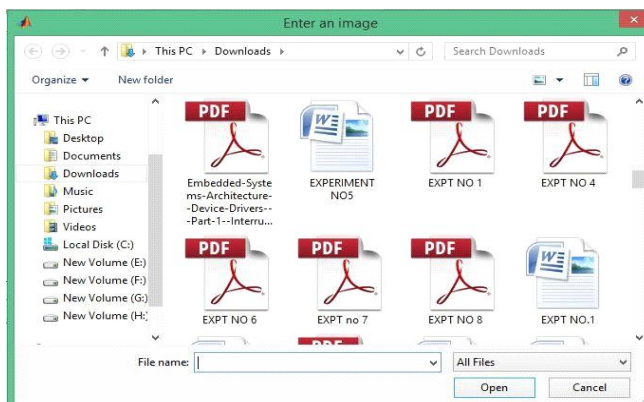 Enter an image
This PC
Downloads
Search Downloads
Organize
New folder
This PC
Desktop
Documents
Downloads
Music
Pictures
Videos
Local Disk (C:)
New Volume (E:)
New Volume (F:)
New Volume (G:)
New Volume (H:)
PDF
PDF
PDF
Embedded-Syste
ms-Architecture-
-Device-Drivers--
-Part-1--Interru...
EXPERIMENT
NO5
EXPT NO 1
EXPT NO 4
PDF
PDF
PDF
EXPT NO 6
EXPT no 7
EXPT NO 8
EXPT NO.1
PDF
File name:
All Files
Open
Cancel